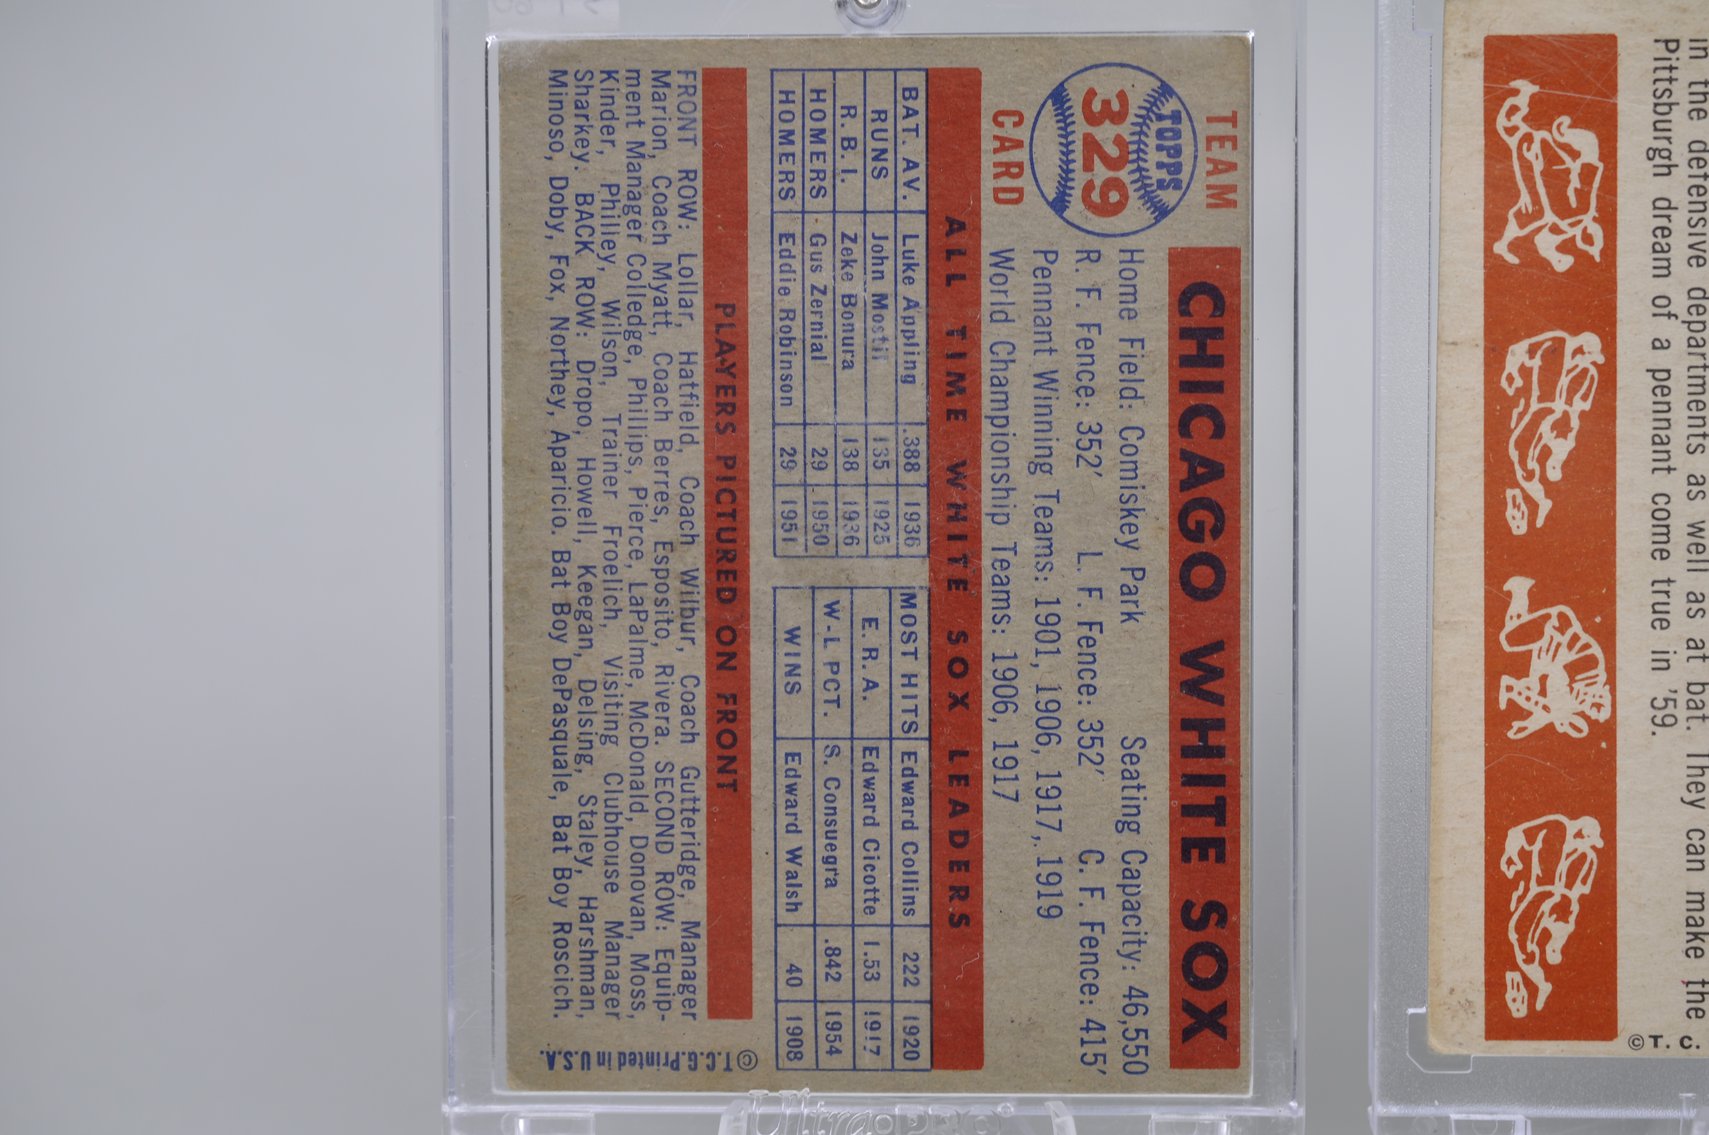 TEAM
TOPPS
329
CARD
CHICAGO WHITE SOX
Home Field: Comiskey Park Seating Capacity: 46,550
R. F. Fence: 352′ L. F. Fence: 352′ C. F. Fence: 415′
Pennant Winning Teams: 1901, 1906, 1917, 1919
World Championship Teams: 1906, 1917
ALL TIME WHITE SOX LEADERS
BAT. AV. Luke Appling .388 1936
RUNS John Mostil 135 1925
R. B. I. Zeke Bonura 138 1936
HOMERS Gus Zernial 29 1950
HOMERS Eddie Robinson 29 1951
MOST HITS Edward Collins 222 1920
E. R. A. Edward Cicotte 1.53 1917
W-L PCT. S. Consuegra .842 1954
WINS Edward Walsh 40 1908
PLAYERS PICTURED ON FRONT
FRONT ROW: Lollar, Hatfield, Coach Wilbur, Coach Gutteridge, Manager
Marion, Coach Myatt, Coach Berres, Esposito, Rivera. SECOND ROW: Equip-
ment Manager Colledge, Phillips, Pierce, LaPalme, McDonald, Donovan, Moss,
Kinder, Philley, Wilson, Trainer Froelich, Visiting Clubhouse Manager
Sharkey. BACK ROW: Dropo, Howell, Keegan, Delsing, Staley, Harshman,
Minoso, Doby, Fox, Northey, Aparicio. Bat Boy DePasquale, Bat Boy Roscich.
© T.C.G. Printed in U.S.A.
UltraPRO®
in the defensive departments as well as at bat. They can make the
Pittsburgh dream of a pennant come true in '59.
© T. C.